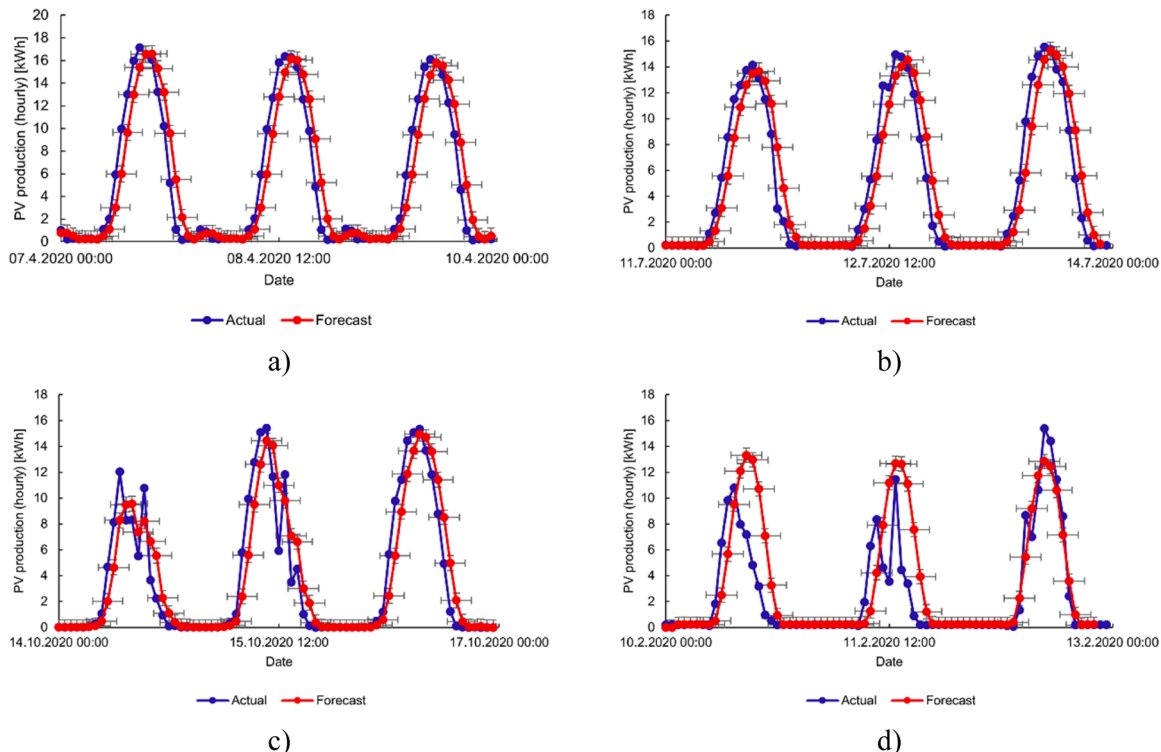 PV production (hourly) [kWh]
20
18
16
14
12
10
8
6
4
2
0
07.4.2020 00:00
8.4.2020 12:00
10.4.2020 00:00
Date
Actual
Forecast
a)
PV production (hourly) [kWh]
18
16
14
12
10
8
6
4
2
0
11.7.2020 00:00
12.7.2020 12:00
14.7.2020 00:00
Date
Actual
Forecast
b)
PV production (hourly) [kWh]
18
16
14
12
10
8
6
4
2
0
14.10.2020 00:00
15.10.2020 12:00
17.10.2020 00:00
Date
Actual
Forecast
c)
PV production (hourly) [kWh]
18
16
14
12
10
8
6
4
2
0
10.2.2020 00:00
11.2.2020 12:00
13.2.2020 00:00
Date
Actual
Forecast
d)